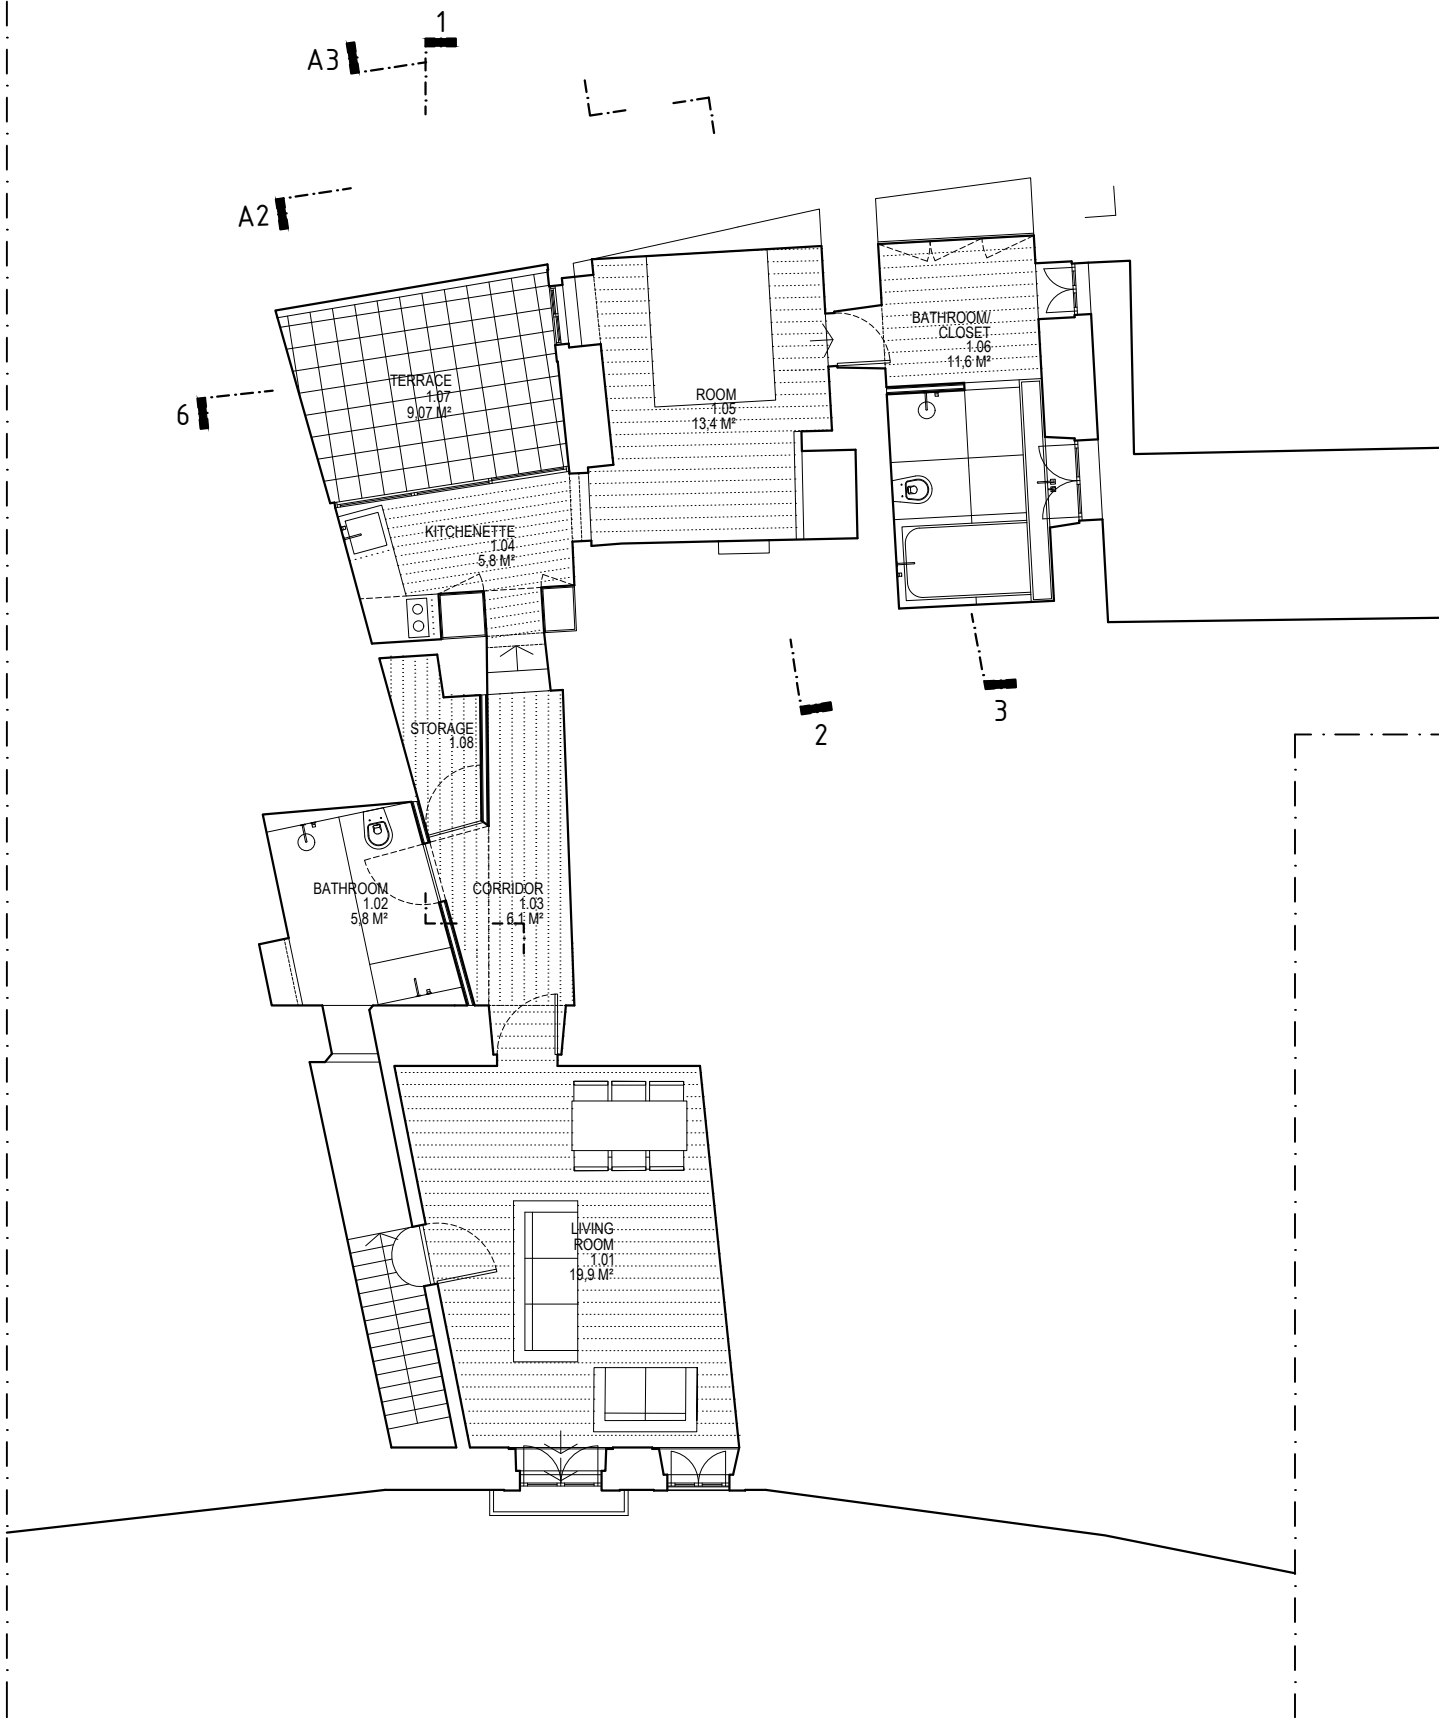 1
A3
A2
6
TERRACE
1.07
9,07 M²
ROOM
1.05
13,4 M²
BATHROOM/
CLOSET
1.06
11,6 M²
KITCHENETTE
1.04
5,8 M²
2
3
STORAGE
1.08
BATHROOM
1.02
5,8 M²
CORRIDOR
1.03
6,1 M²
LIVING
ROOM
1.01
19,9 M²